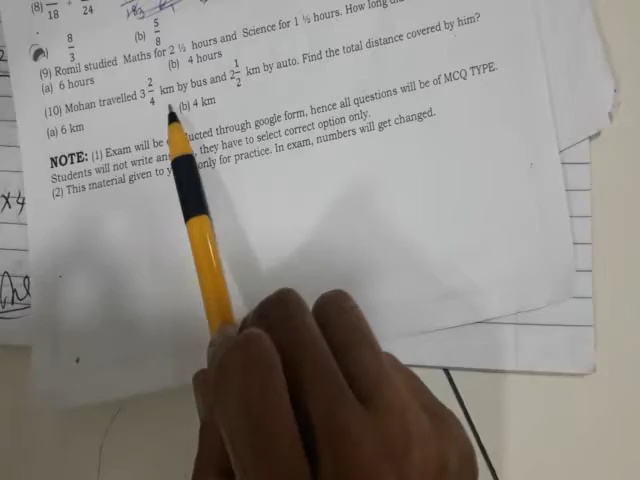 (8) 18 24
8/3 (b) 5/8
(9) Romil studied Maths for 2 ½ hours and Science for 1 ½ hours. How long
(a) 6 hours (b) 4 hours
(10) Mohan travelled 3 2/4 km by bus and 2 1/2 km by auto. Find the total distance covered by him?
(a) 6 km (b) 4 km
NOTE: (1) Exam will be conducted through google form, hence all questions will be of MCQ TYPE.
Students will not write they have to select correct option only.
(2) This material given to only for practice. In exam, numbers will get changed.
×4